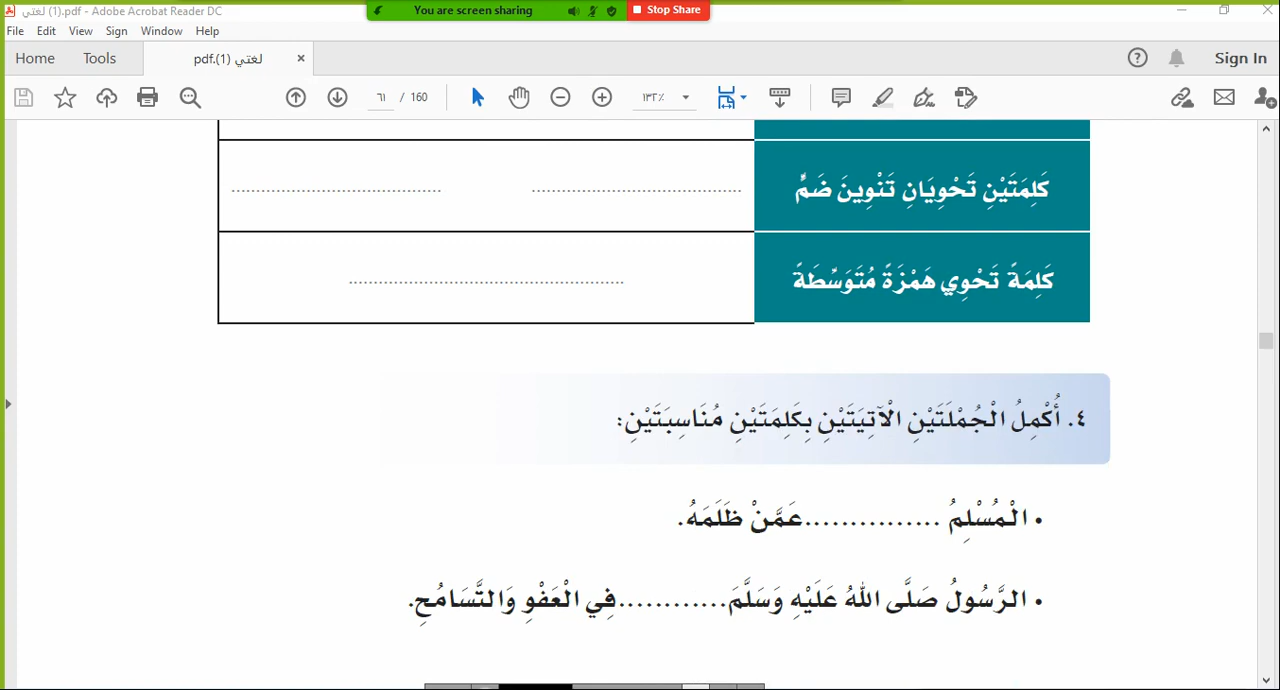 لغتي (1).pdf - Adobe Acrobat Reader DC
You are screen sharing
Stop Share
File Edit View Sign Window Help
Home Tools لغتي (1).pdf × Sign In
٦١ / 160 ١٣٢٪
كَلِمَتَيْنِ تَحْوِيَانِ تَنْوِينَ ضَمٍّ ........................................ ........................................
كَلِمَةً تَحْوِي هَمْزَةً مُتَوَسِّطَةً .....................................................
٤. أُكْمِلُ الْجُمْلَتَيْنِ الْآتِيَتَيْنِ بِكَلِمَتَيْنِ مُنَاسِبَتَيْنِ:
• الْمُسْلِمُ ...............عَمَّنْ ظَلَمَهُ.
• الرَّسُولُ صَلَّى اللهُ عَلَيْهِ وَسَلَّمَ............فِي الْعَفْوِ وَالتَّسَامُحِ.